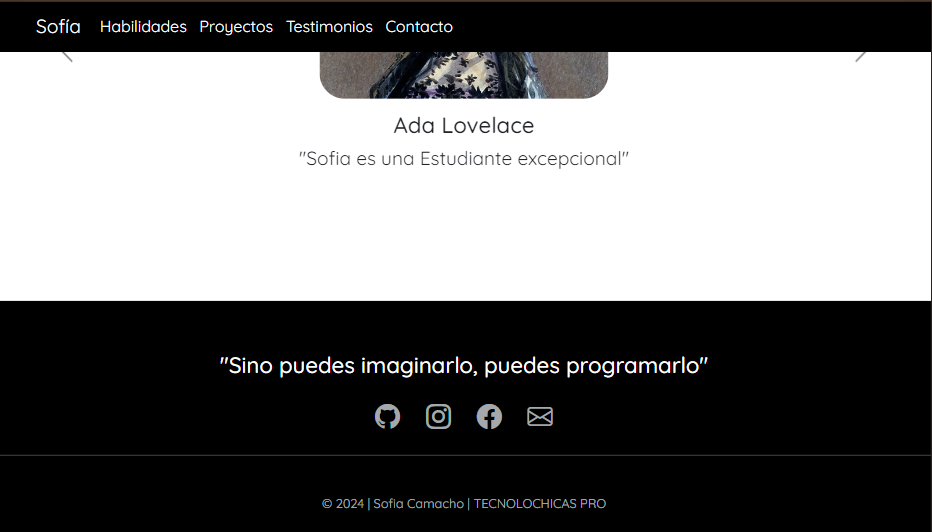 Sofía Habilidades Proyectos Testimonios Contacto
Ada Lovelace
"Sofia es una Estudiante excepcional"
"Sino puedes imaginarlo, puedes programarlo"
© 2024 | Sofia Camacho | TECNOLOCHICAS PRO